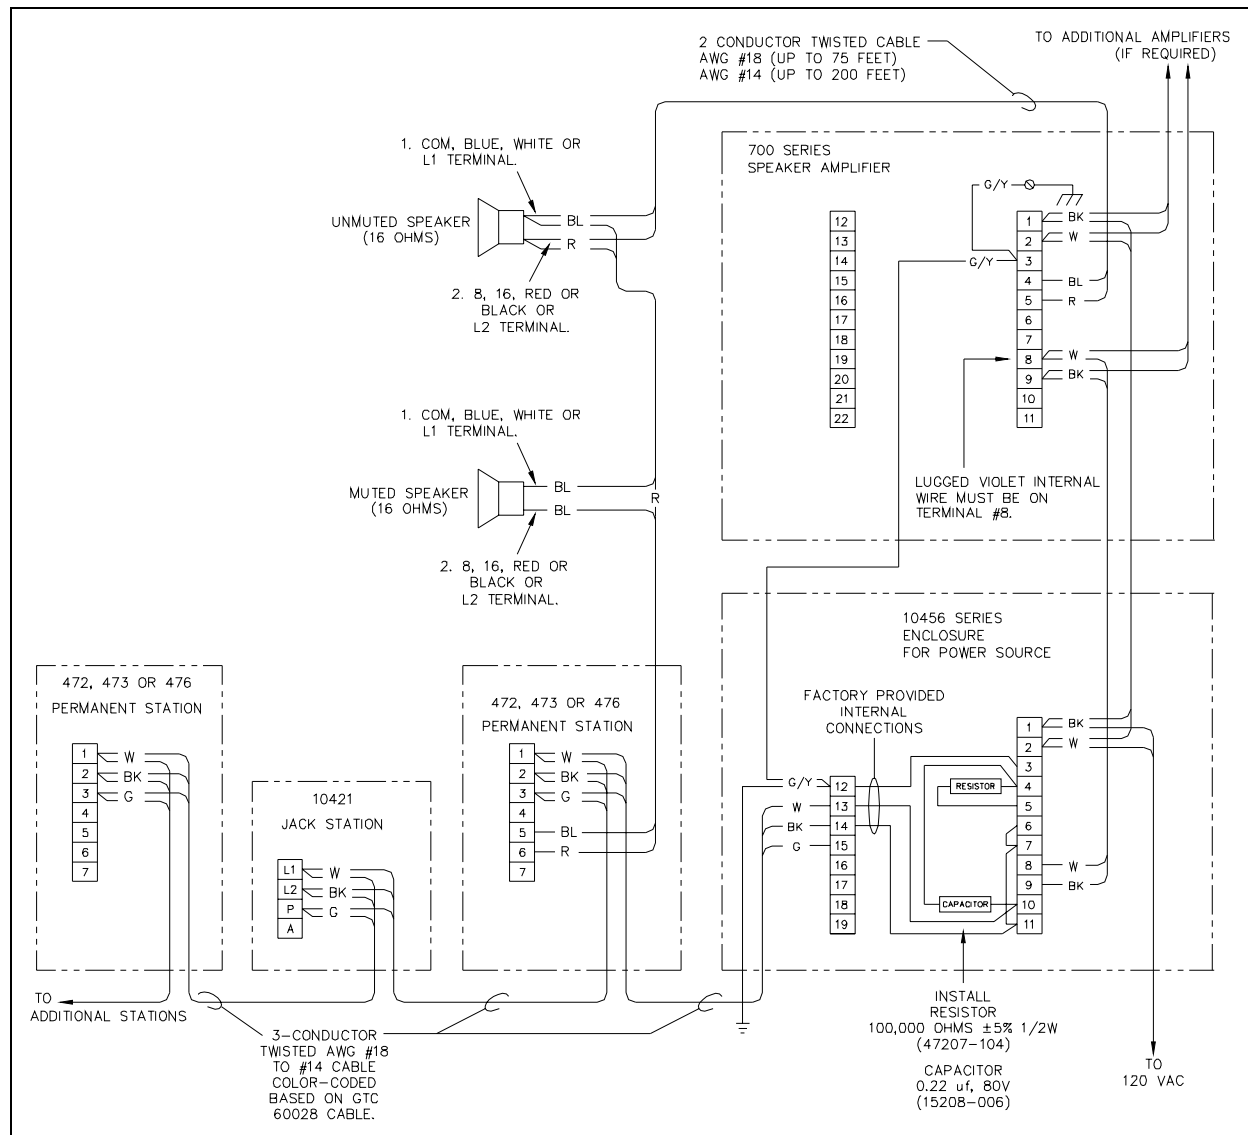 2 CONDUCTOR TWISTED CABLE
AWG #18 (UP TO 75 FEET)
AWG #14 (UP TO 200 FEET)
TO ADDITIONAL AMPLIFIERS
(IF REQUIRED)
1. COM, BLUE, WHITE OR
L1 TERMINAL.
UNMUTED SPEAKER
(16 OHMS)
BL
R
2. 8, 16, RED OR
BLACK OR
L2 TERMINAL.
700 SERIES
SPEAKER AMPLIFIER
G/Y
G/Y
12
13
14
15
16
17
18
19
20
21
22
1
2
3
4
5
6
7
8
9
10
11
BK
W
BL
R
W
BK
LUGGED VIOLET INTERNAL
WIRE MUST BE ON
TERMINAL #8.
1. COM, BLUE, WHITE OR
L1 TERMINAL.
MUTED SPEAKER
(16 OHMS)
BL
BL
R
2. 8, 16, RED OR
BLACK OR
L2 TERMINAL.
472, 473 OR 476
PERMANENT STATION
1
2
3
4
5
6
7
W
BK
G
10421
JACK STATION
L1
L2
P
A
W
BK
G
472, 473 OR 476
PERMANENT STATION
1
2
3
4
5
6
7
W
BK
G
BL
R
10456 SERIES
ENCLOSURE
FOR POWER SOURCE
FACTORY PROVIDED
INTERNAL
CONNECTIONS
G/Y
W
BK
G
12
13
14
15
16
17
18
19
RESISTOR
CAPACITOR
1
2
3
4
5
6
7
8
9
10
11
BK
W
W
BK
TO
ADDITIONAL STATIONS
3-CONDUCTOR
TWISTED AWG #18
TO #14 CABLE
COLOR-CODED
BASED ON GTC
60028 CABLE.
INSTALL
RESISTOR
100,000 OHMS ±5% 1/2W
(47207-104)
CAPACITOR
0.22 uf, 80V
(15208-006)
TO
120 VAC